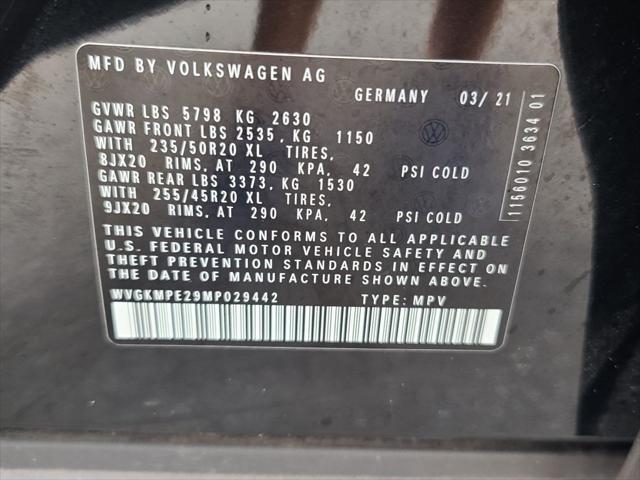 MFD BY VOLKSWAGEN AG
GERMANY 03/21
GVWR LBS 5798 KG 2630
GAWR FRONT LBS 2535, KG 1150
WITH 235/50R20 XL TIRES,
8JX20 RIMS, AT 290 KPA, 42 PSI COLD
GAWR REAR LBS 3373, KG 1530
WITH 255/45R20 XL TIRES,
9JX20 RIMS, AT 290 KPA, 42 PSI COLD
THIS VEHICLE CONFORMS TO ALL APPLICABLE
U.S. FEDERAL MOTOR VEHICLE SAFETY AND
THEFT PREVENTION STANDARDS IN EFFECT ON
THE DATE OF MANUFACTURE SHOWN ABOVE.
WVGKMPE29MP029442 TYPE: MPV
1156010 3634 01